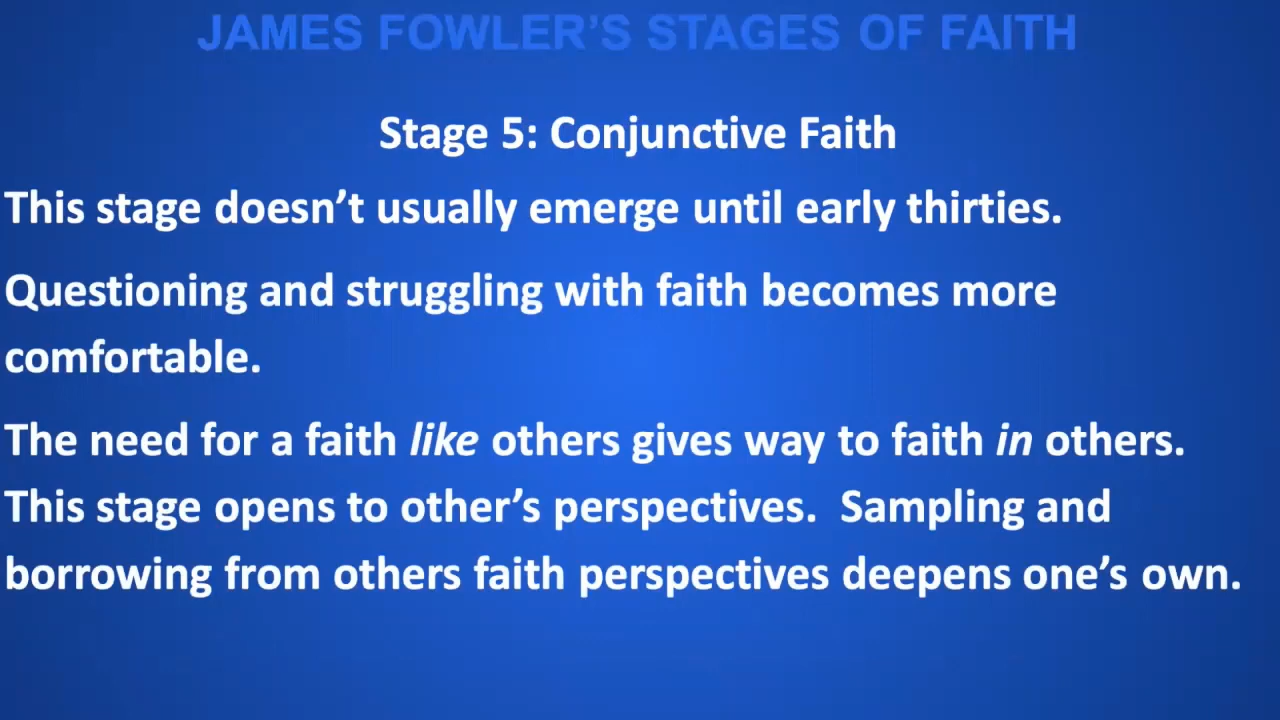 JAMES FOWLER’S STAGES OF FAITH
Stage 5: Conjunctive Faith
This stage doesn’t usually emerge until early thirties.
Questioning and struggling with faith becomes more
comfortable.
The need for a faith like others gives way to faith in others.
This stage opens to other’s perspectives.  Sampling and
borrowing from others faith perspectives deepens one’s own.